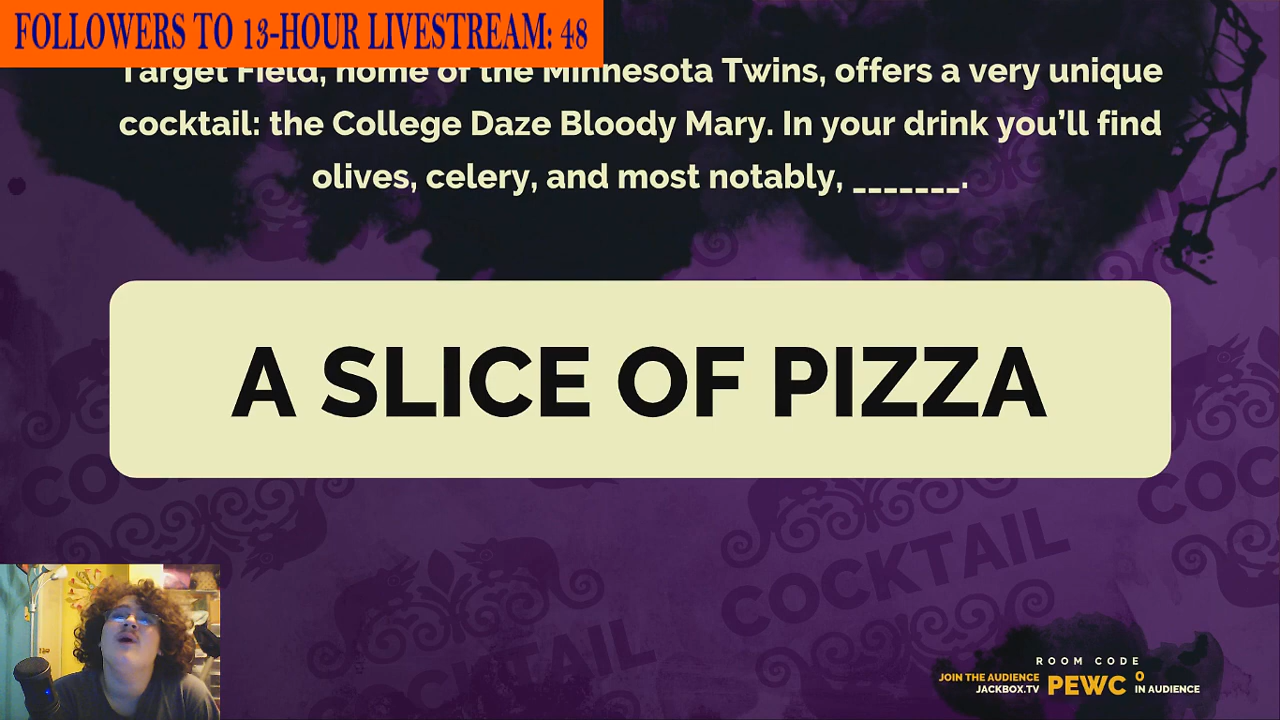 FOLLOWERS TO 13-HOUR LIVESTREAM: 48
Target Field, home of the Minnesota Twins, offers a very unique
cocktail: the College Daze Bloody Mary. In your drink you’ll find
olives, celery, and most notably, _______.
A SLICE OF PIZZA
COCKTAIL
COCKTAIL
ROOM CODE
JOIN THE AUDIENCE
JACKBOX.TV
PEWC
0
IN AUDIENCE